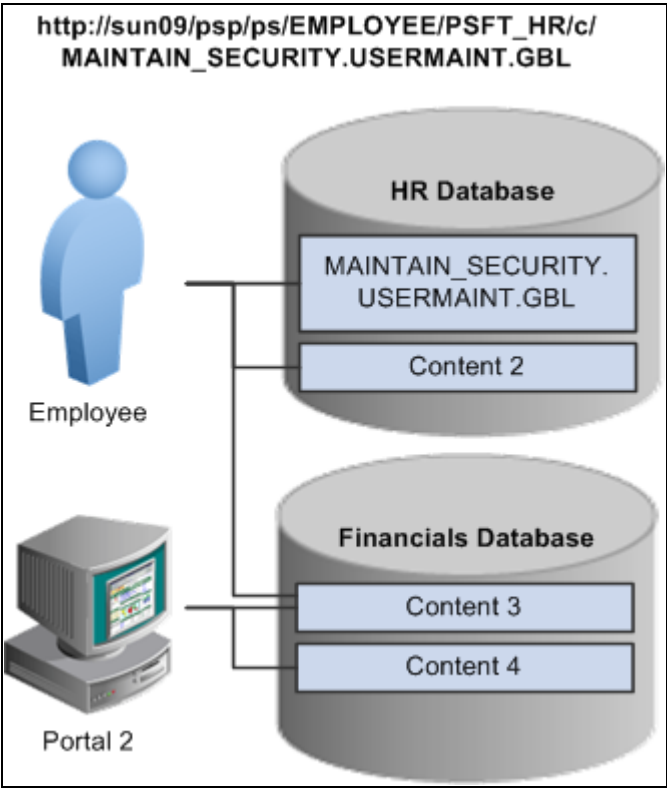 http://sun09/psp/ps/EMPLOYEE/PSFT_HR/c/
MAINTAIN_SECURITY.USERMAINT.GBL
HR Database
MAINTAIN_SECURITY.
USERMAINT.GBL
Content 2
Employee
Financials Database
Content 3
Content 4
Portal 2